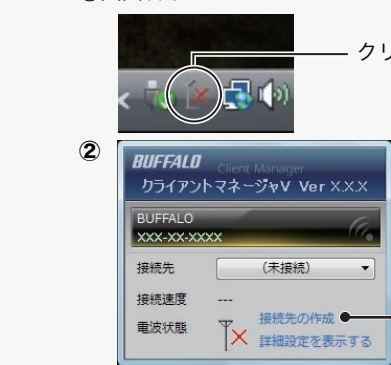 クリ
②
BUFFALO Client Manager
クライアントマネージャV Ver X.X.X
BUFFALO
XXX-XX-XXXX
接続先 (未接続)
接続速度 ---
電波状態 接続先の作成
詳細設定を表示する